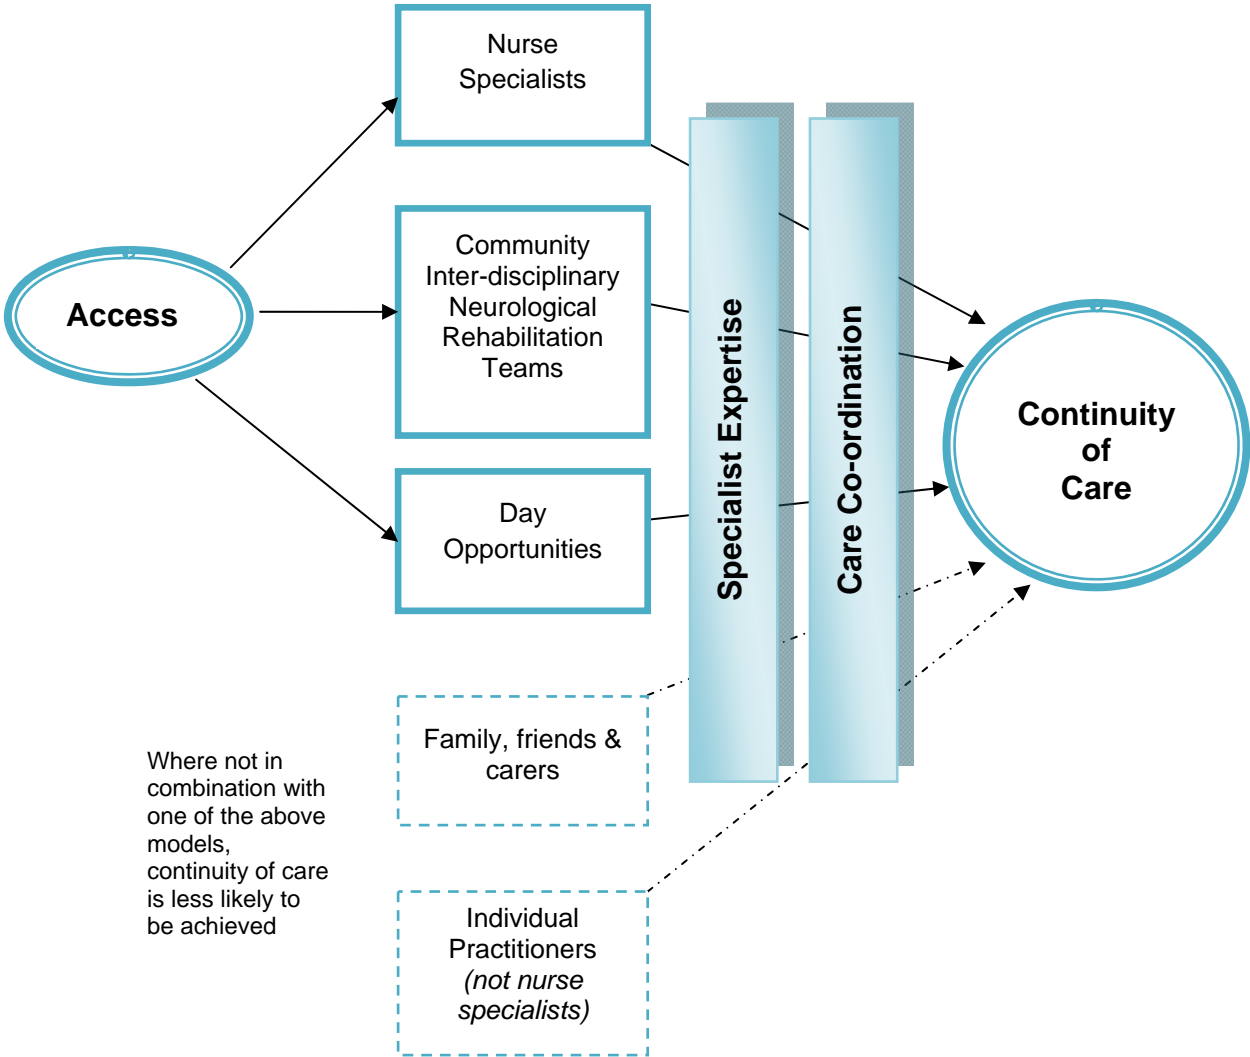 Nurse
Specialists
Community
Inter-disciplinary
Neurological
Rehabilitation
Teams
Access
Day
Opportunities
Specialist Expertise
Care Co-ordination
Continuity
of
Care
Family, friends &
carers
Where not in
combination with
one of the above
models,
continuity of care
is less likely to
be achieved
Individual
Practitioners
(not nurse
specialists)